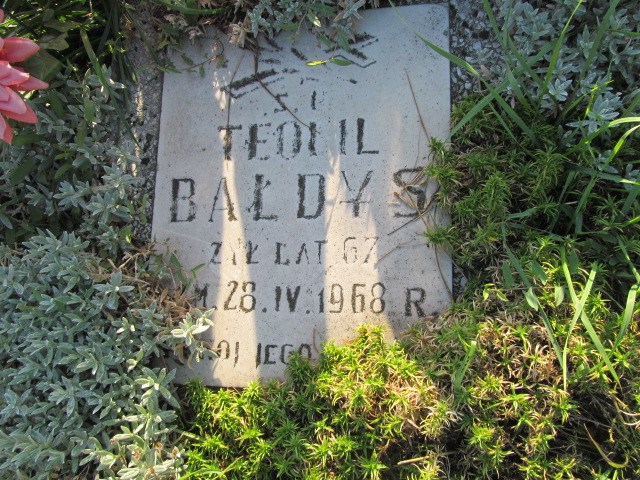 TEOFIL
BAŁDYS
ŻYŁ LAT 67
28.IV.1968 R.
JEGO